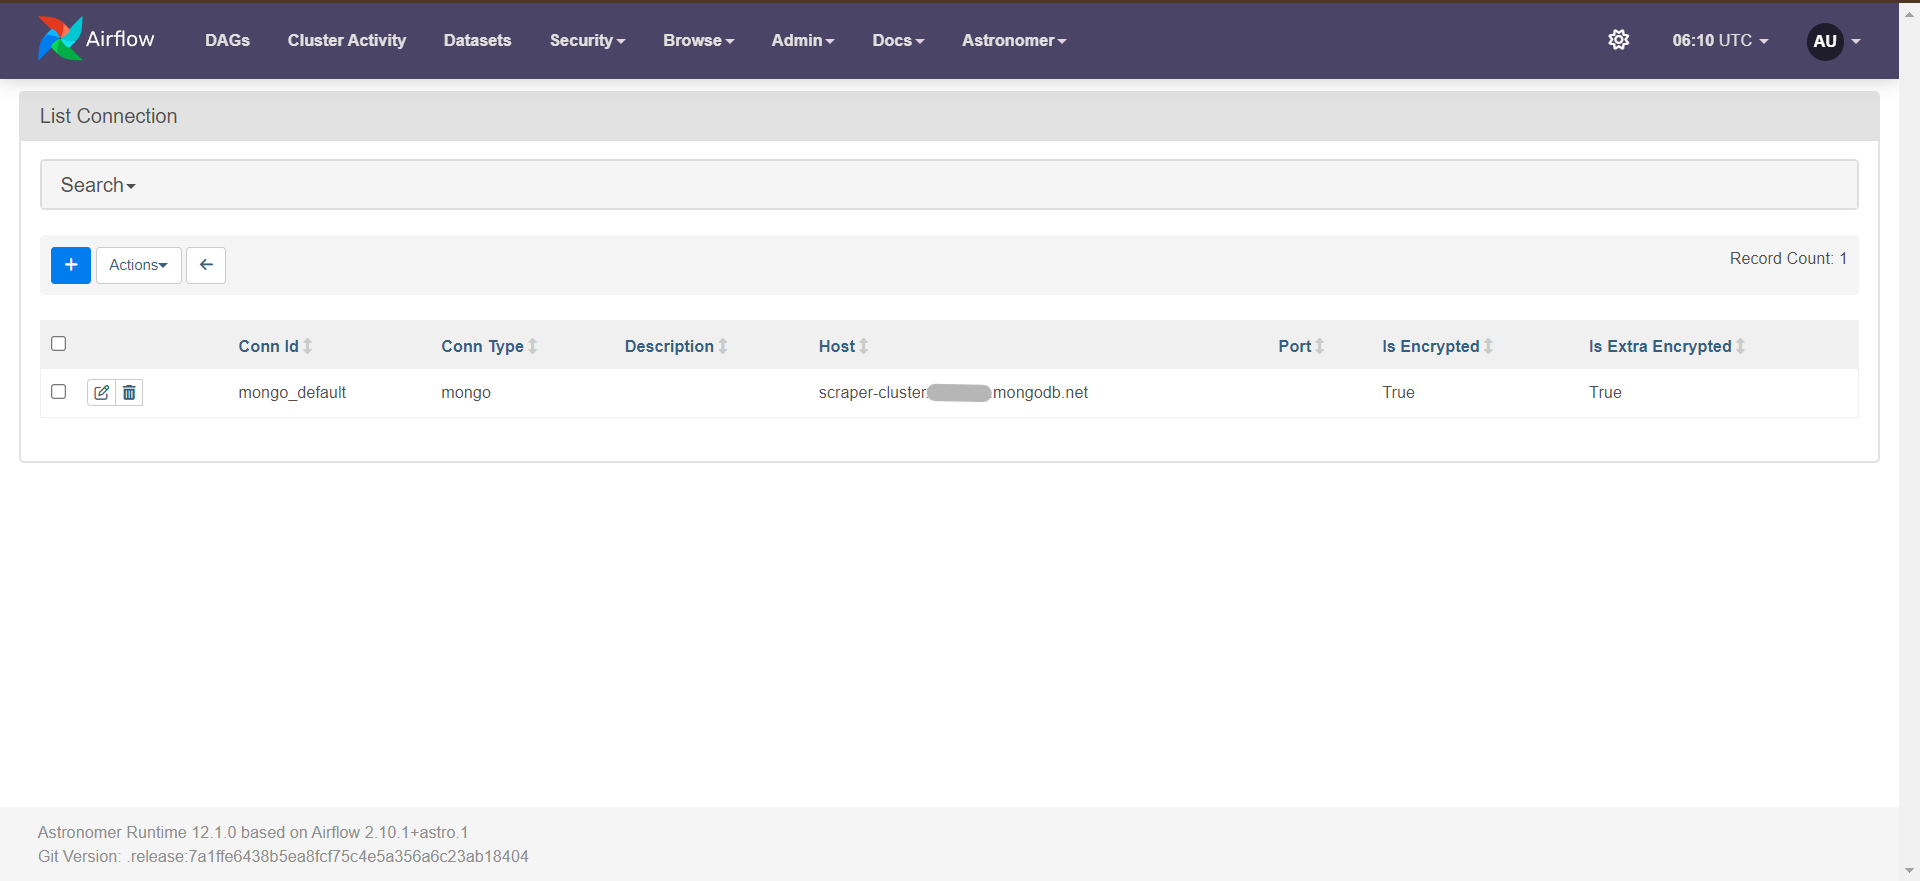 Airflow DAGs Cluster Activity Datasets Security Browse Admin Docs Astronomer 06:10 UTC AU
List Connection
Search
+ Actions Record Count: 1
Conn Id Conn Type Description Host Port Is Encrypted Is Extra Encrypted
mongo_default mongo scraper-cluster. mongodb.net True True
Astronomer Runtime 12.1.0 based on Airflow 2.10.1+astro.1
Git Version: .release:7a1ffe6438b5ea8fcf75c4e5a356a6c23ab18404